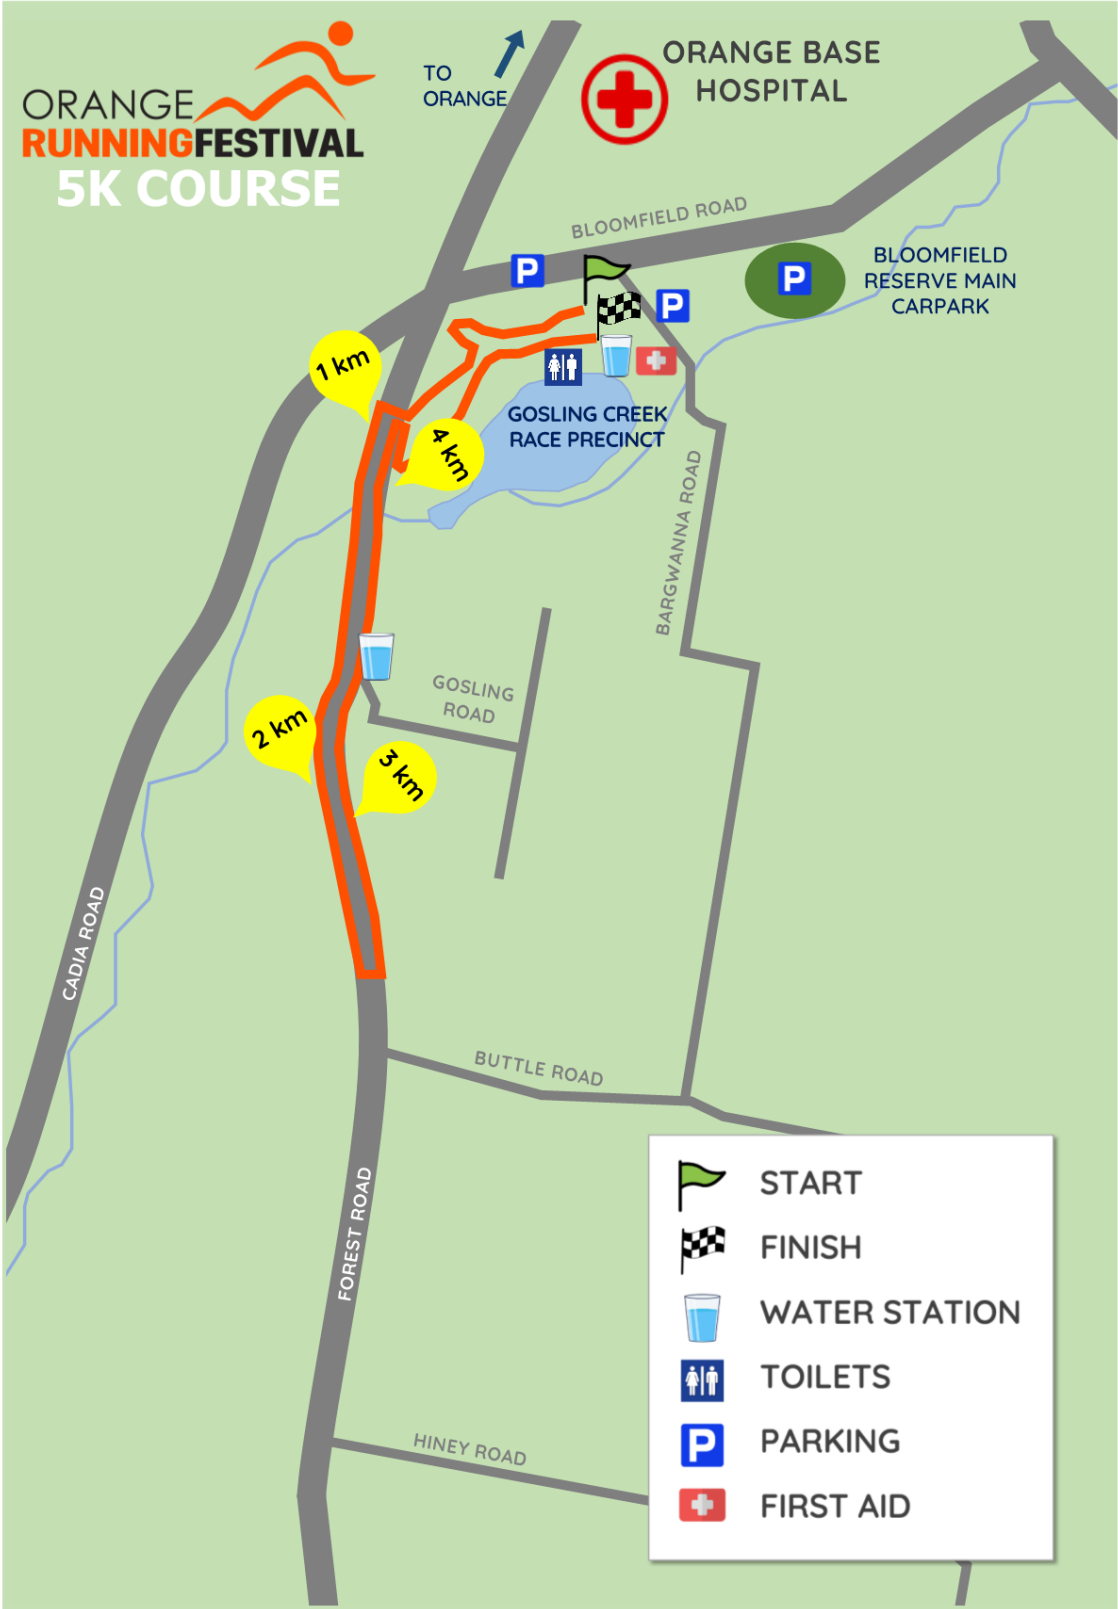 ORANGE
RUNNINGFESTIVAL
5K COURSE
TO
ORANGE
ORANGE BASE
HOSPITAL
BLOOMFIELD ROAD
P
P
P
BLOOMFIELD
RESERVE MAIN
CARPARK
1 km
GOSLING CREEK
RACE PRECINCT
4 km
BARGWANNA ROAD
GOSLING
ROAD
2 km
3 km
CADIA ROAD
BUTTLE ROAD
FOREST ROAD
HINEY ROAD
START
FINISH
WATER STATION
TOILETS
P PARKING
FIRST AID